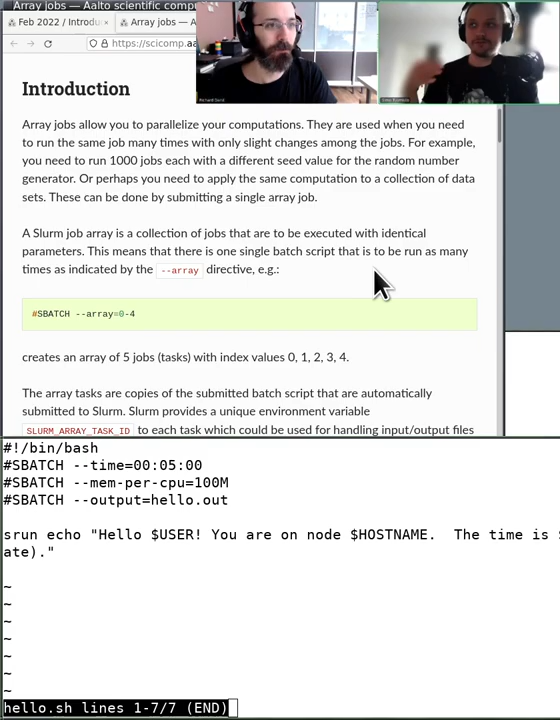 Array jobs — Aalto scientific comp
Feb 2022 / Introdu
Array jobs — A
https://scicomp.aa
Introduction
Array jobs allow you to parallelize your computations. They are used when you need
to run the same job many times with only slight changes among the jobs. For example,
you need to run 1000 jobs each with a different seed value for the random number
generator. Or perhaps you need to apply the same computation to a collection of data
sets. These can be done by submitting a single array job.
A Slurm job array is a collection of jobs that are to be executed with identical
parameters. This means that there is one single batch script that is to be run as many
times as indicated by the --array directive, e.g.:
#SBATCH --array=0-4
creates an array of 5 jobs (tasks) with index values 0, 1, 2, 3, 4.
The array tasks are copies of the submitted batch script that are automatically
submitted to Slurm. Slurm provides a unique environment variable
SLURM_ARRAY_TASK_ID to each task which could be used for handling input/output files
#!/bin/bash
#SBATCH --time=00:05:00
#SBATCH --mem-per-cpu=100M
#SBATCH --output=hello.out
srun echo "Hello $USER! You are on node $HOSTNAME.  The time is
ate)."
~
~
~
~
~
~
~
hello.sh lines 1-7/7 (END)